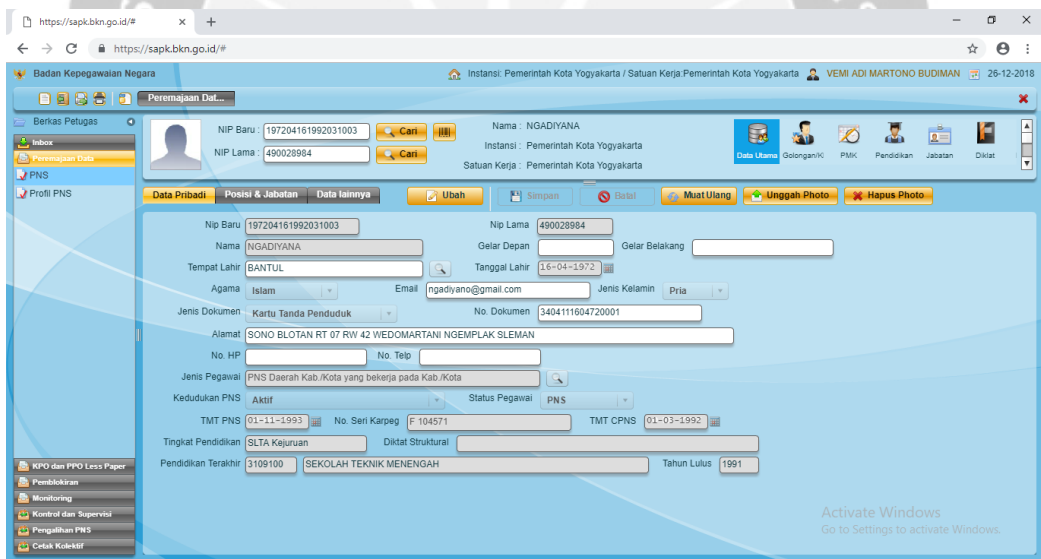 https://sapk.bkn.go.id/#
https://sapk.bkn.go.id/#
Badan Kepegawaian Negara Instansi: Pemerintah Kota Yogyakarta / Satuan Kerja:Pemerintah Kota Yogyakarta VEMI ADI MARTONO BUDIMAN 26-12-2018
Peremajaan Dat...
Berkas Petugas
Inbox
Peremajaan Data
PNS
Profil PNS
KPO dan PPO Less Paper
Pemblokiran
Monitoring
Kontrol dan Supervisi
Pengalihan PNS
Cetak Kolektif
NIP Baru : 197204161992031003 Cari
NIP Lama : 490028984 Cari
Nama : NGADIYANA
Instansi : Pemerintah Kota Yogyakarta
Satuan Kerja : Pemerintah Kota Yogyakarta
Data Utama Golongan/Kl PMK Pendidikan Jabatan Diklat
Data Pribadi Posisi & Jabatan Data lainnya Ubah Simpan Batal Muat Ulang Unggah Photo Hapus Photo
Nip Baru 197204161992031003 Nip Lama 490028984
Nama NGADIYANA Gelar Depan Gelar Belakang
Tempat Lahir BANTUL Tanggal Lahir 16-04-1972
Agama Islam Email ngadiyano@gmail.com Jenis Kelamin Pria
Jenis Dokumen Kartu Tanda Penduduk No. Dokumen 3404111604720001
Alamat SONO BLOTAN RT 07 RW 42 WEDOMARTANI NGEMPLAK SLEMAN
No. HP No. Telp
Jenis Pegawai PNS Daerah Kab./Kota yang bekerja pada Kab./Kota
Kedudukan PNS Aktif Status Pegawai PNS
TMT PNS 01-11-1993 No. Seri Karpeg F 104571 TMT CPNS 01-03-1992
Tingkat Pendidikan SLTA Kejuruan Diktat Struktural
Pendidikan Terakhir 3109100 SEKOLAH TEKNIK MENENGAH Tahun Lulus 1991
Activate Windows
Go to Settings to activate Windows.